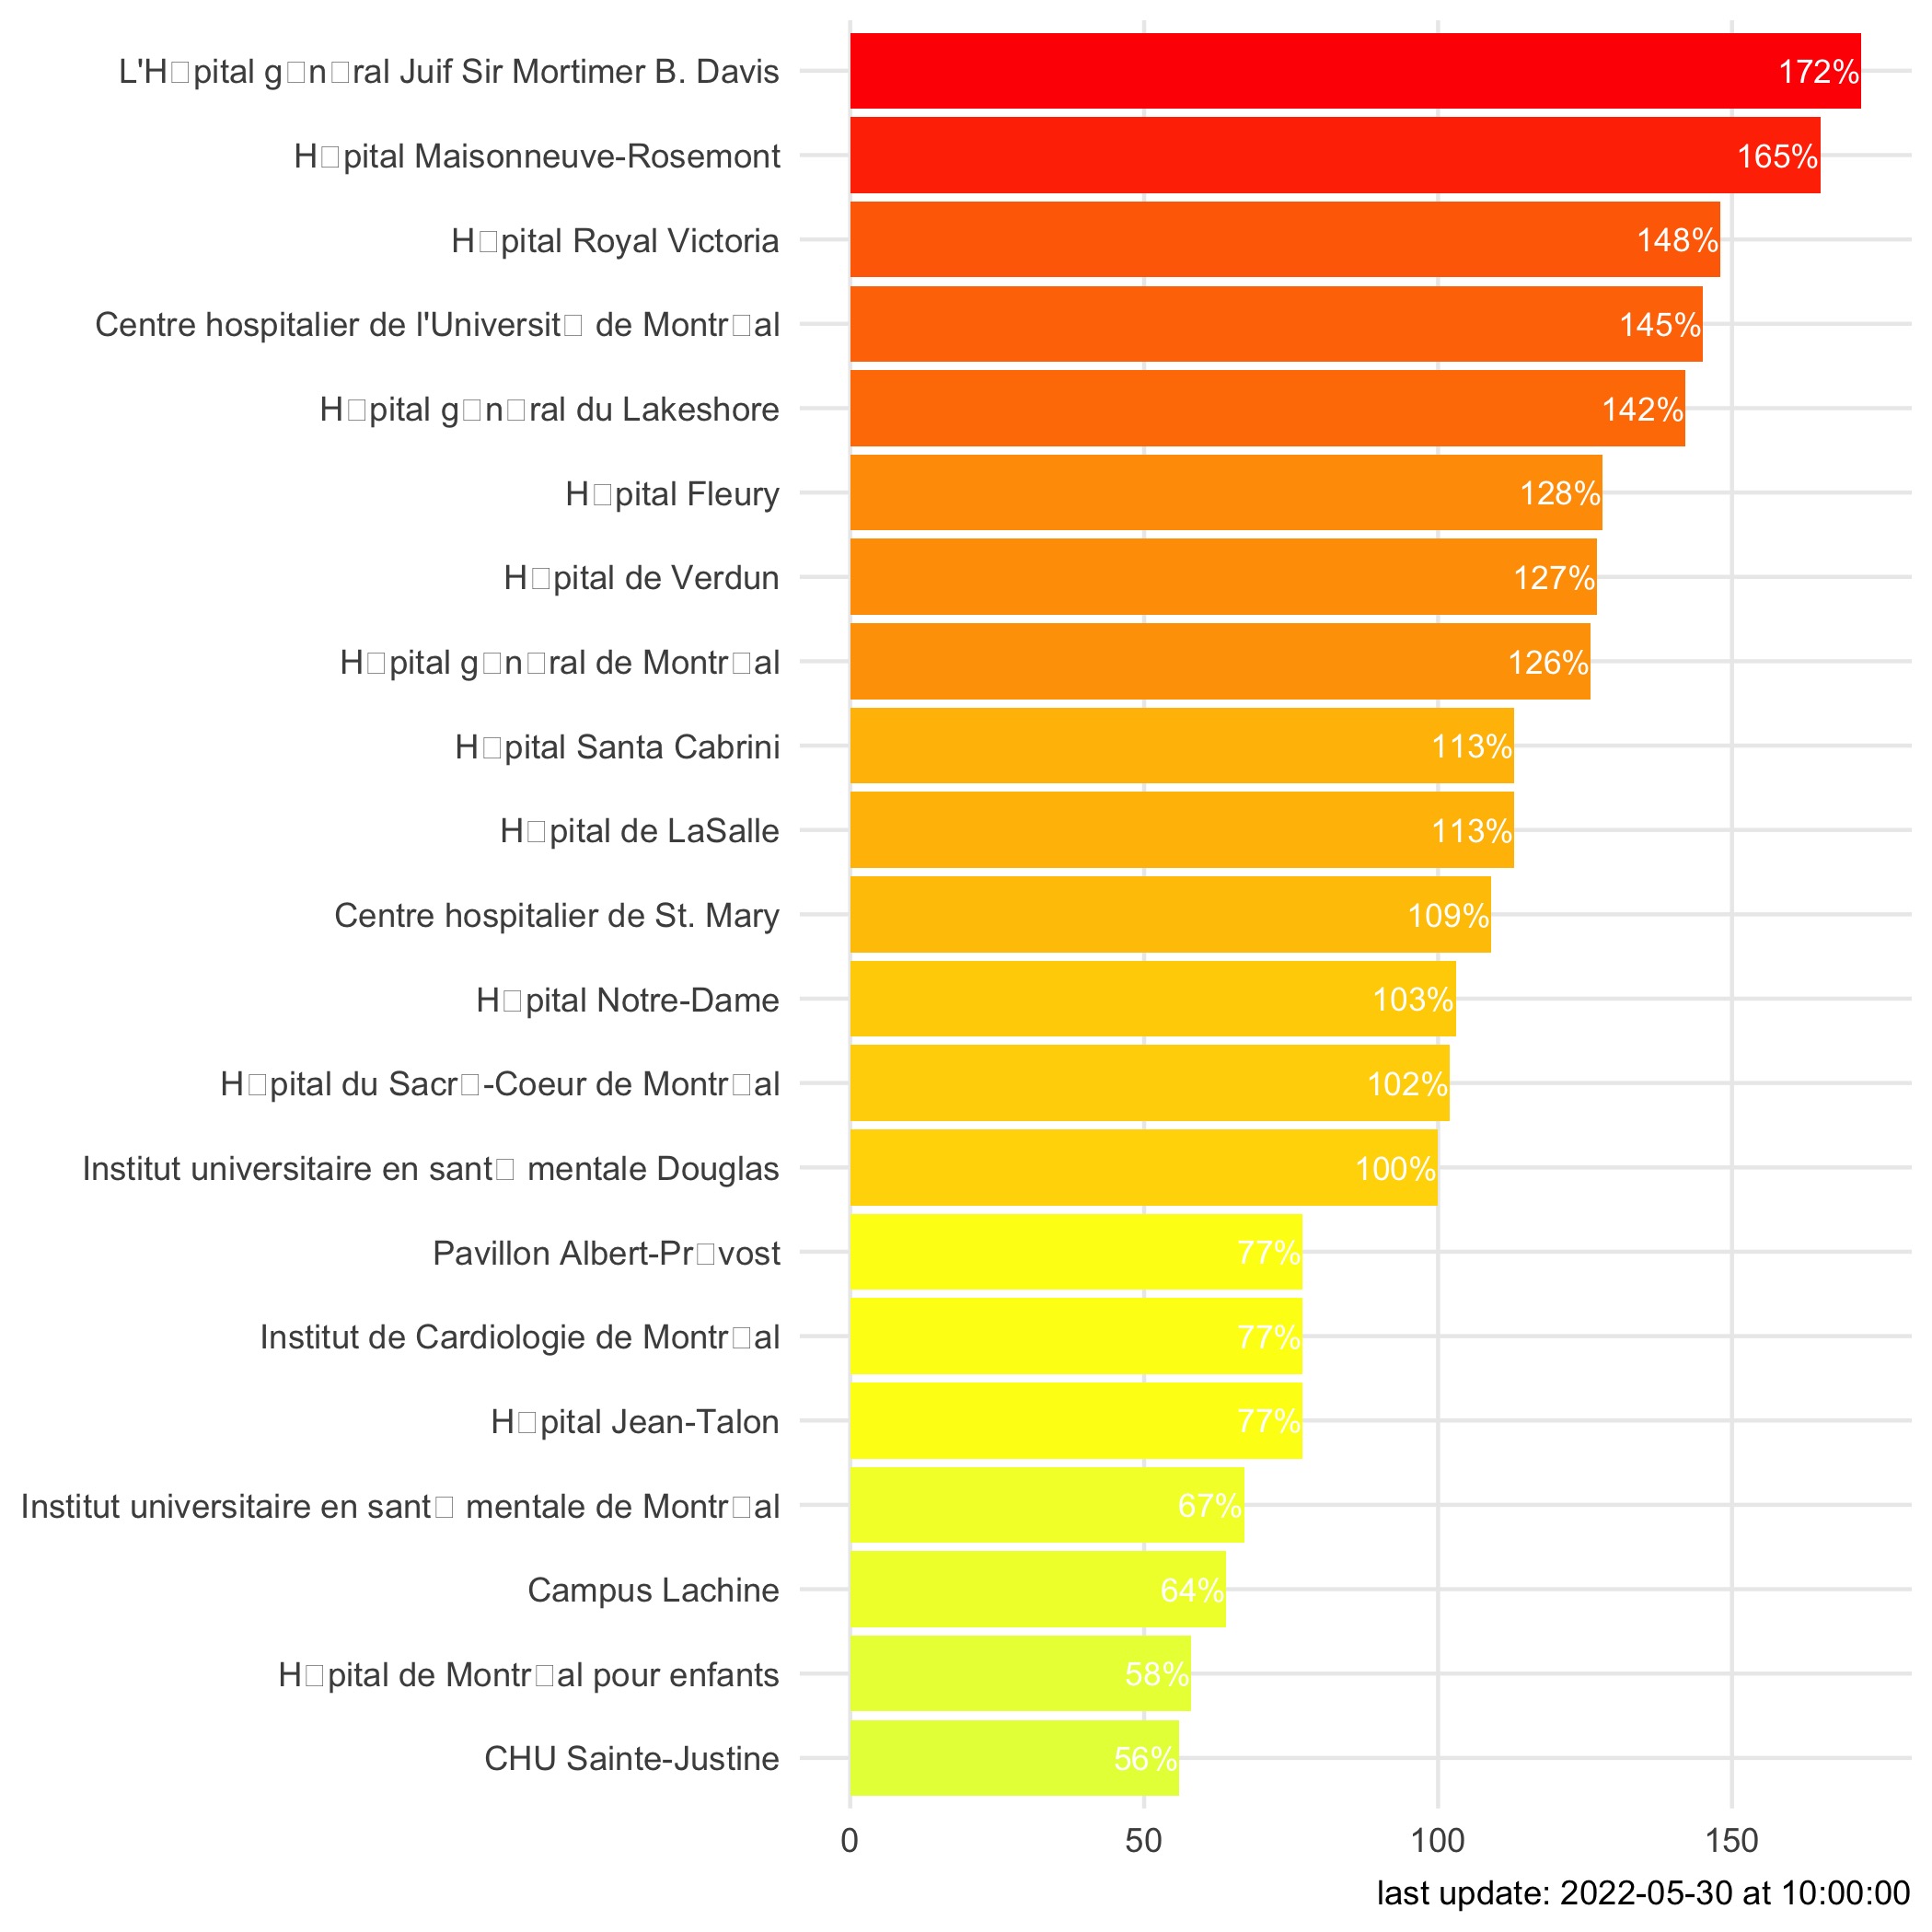 L'H□pital g□n□ral Juif Sir Mortimer B. Davis 172%
H□pital Maisonneuve-Rosemont 165%
H□pital Royal Victoria 148%
Centre hospitalier de l'Universit□ de Montr□al 145%
H□pital g□n□ral du Lakeshore 142%
H□pital Fleury 128%
H□pital de Verdun 127%
H□pital g□n□ral de Montr□al 126%
H□pital Santa Cabrini 113%
H□pital de LaSalle 113%
Centre hospitalier de St. Mary 109%
H□pital Notre-Dame 103%
H□pital du Sacr□-Coeur de Montr□al 102%
Institut universitaire en sant□ mentale Douglas 100%
Pavillon Albert-Pr□vost 77%
Institut de Cardiologie de Montr□al 77%
H□pital Jean-Talon 77%
Institut universitaire en sant□ mentale de Montr□al 67%
Campus Lachine 64%
H□pital de Montr□al pour enfants 58%
CHU Sainte-Justine 56%
0 50 100 150
last update: 2022-05-30 at 10:00:00